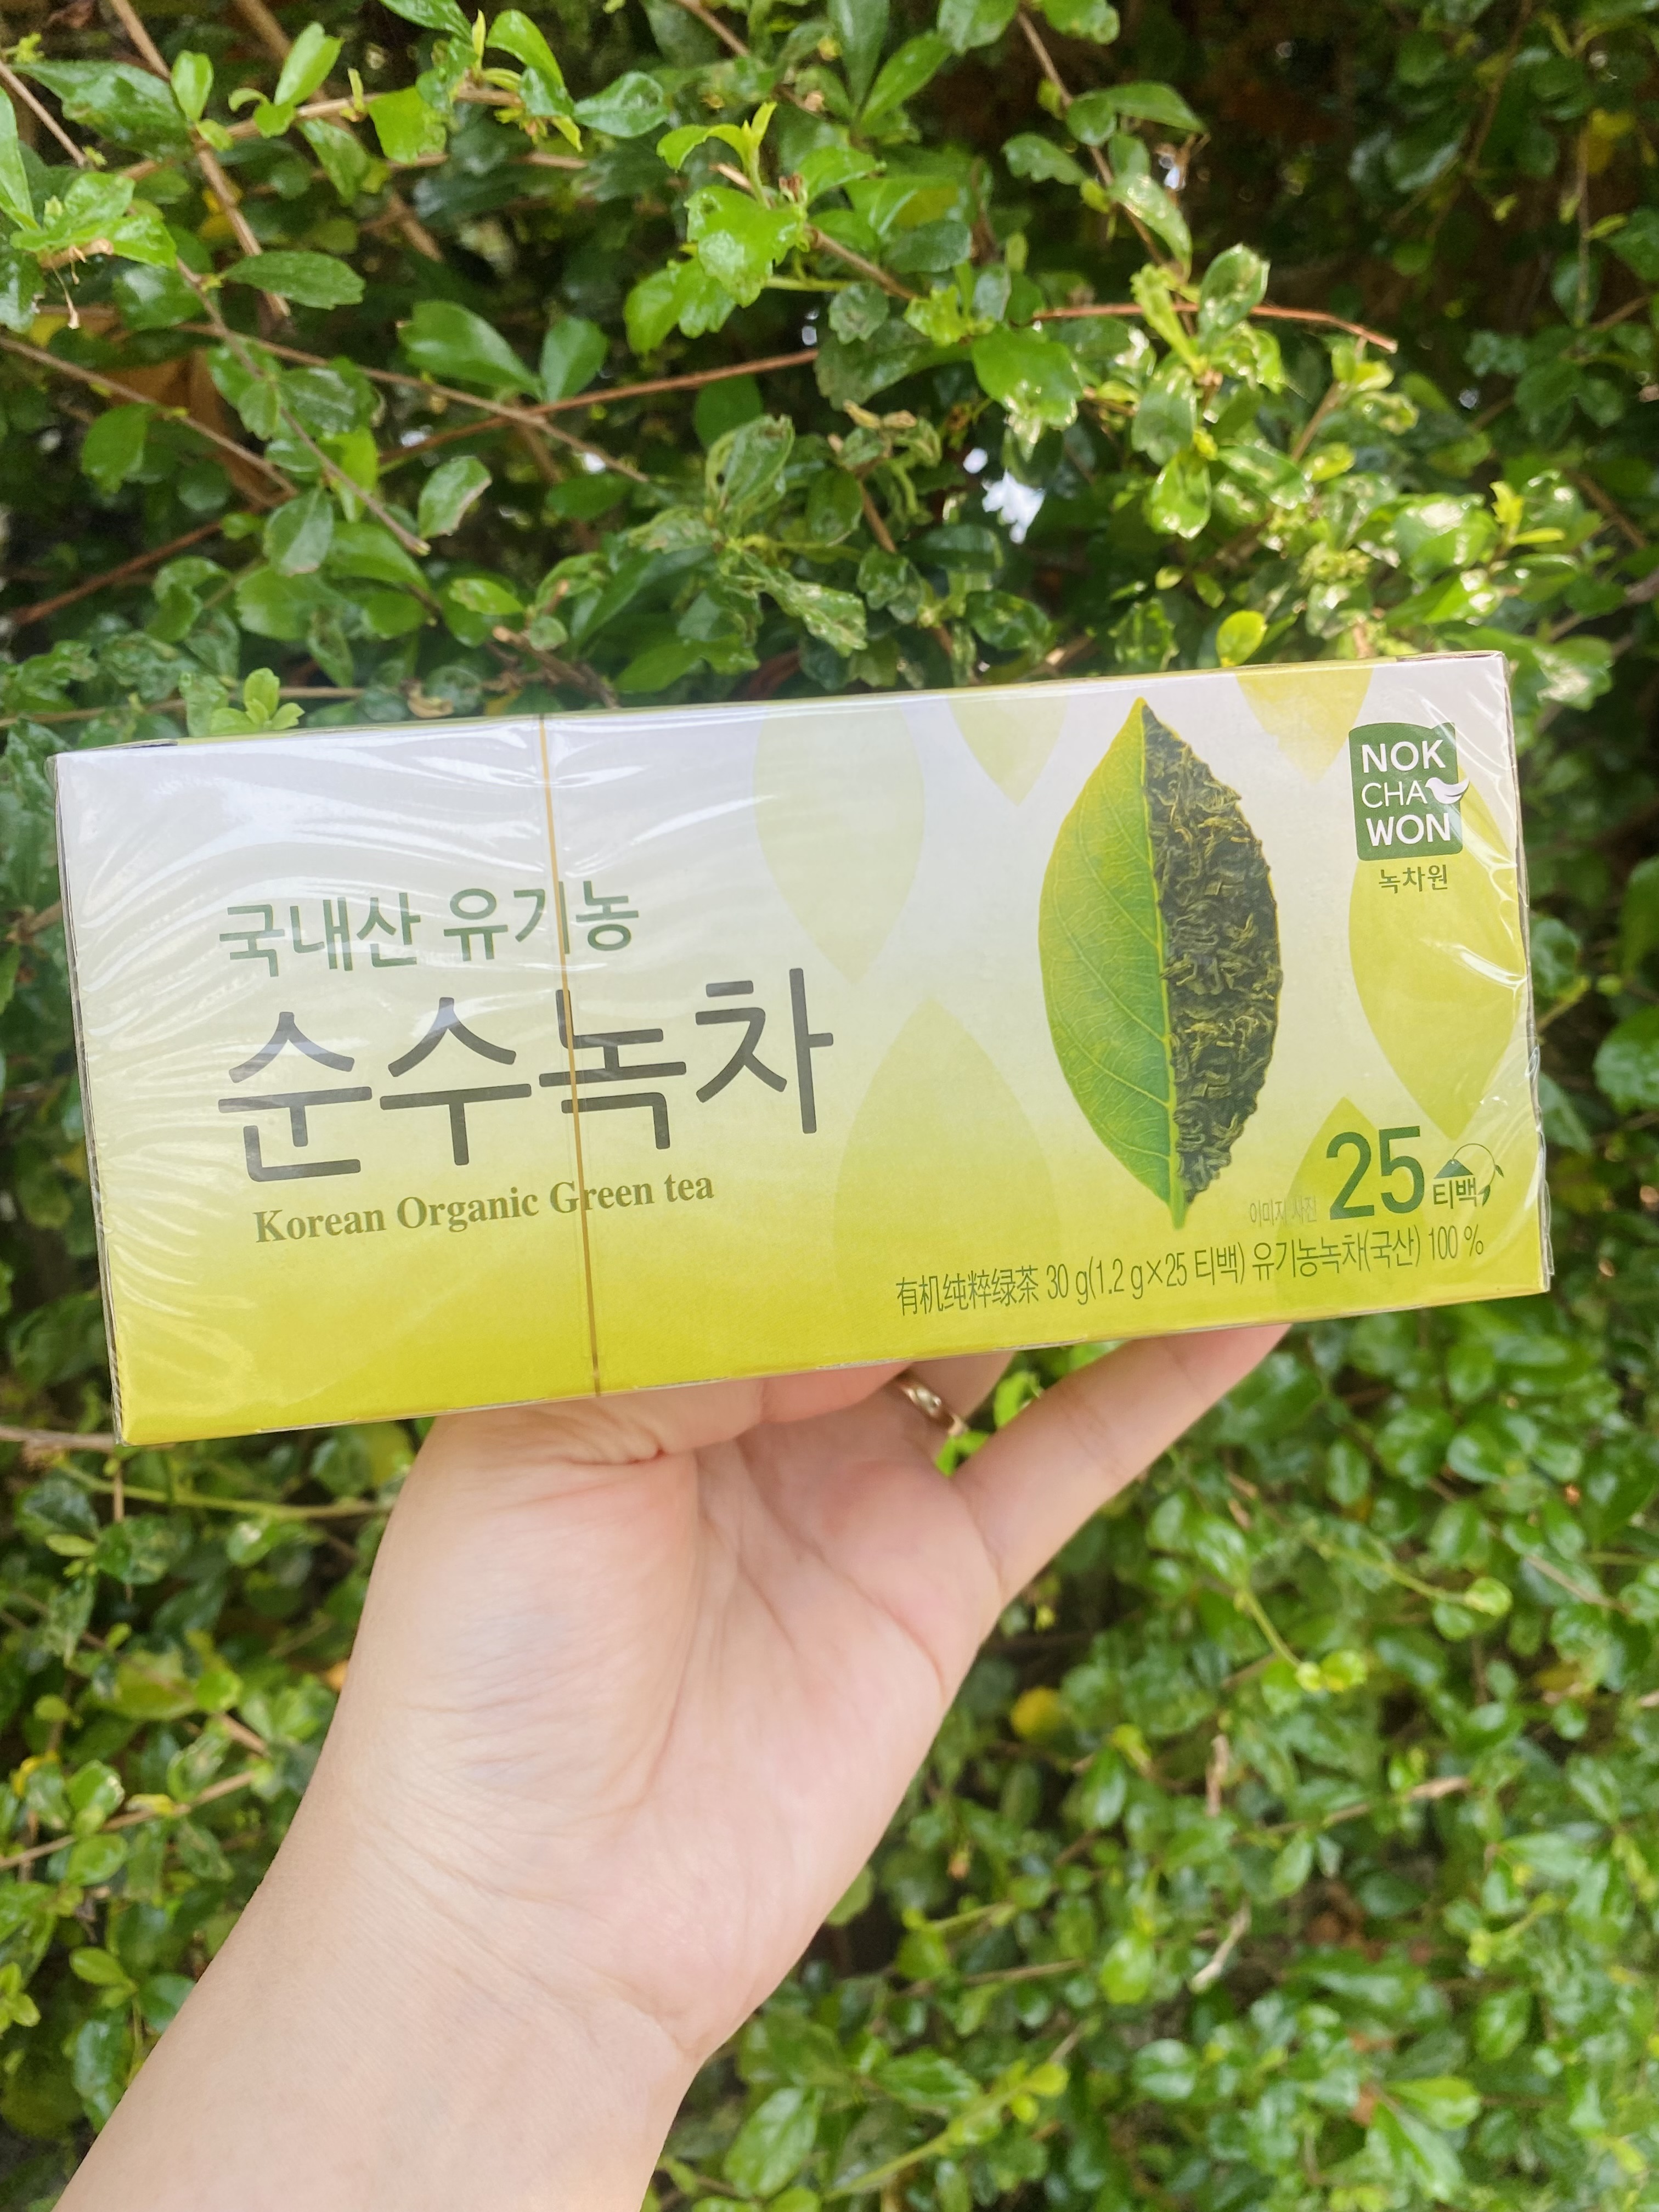 NOK
CHA
WON
녹차원
국내산 유기농
순수녹차
Korean Organic Green tea
25 티백
이미지 사진
有机纯粹绿茶 30 g(1.2 g×25 티백) 유기농녹차(국산) 100 %